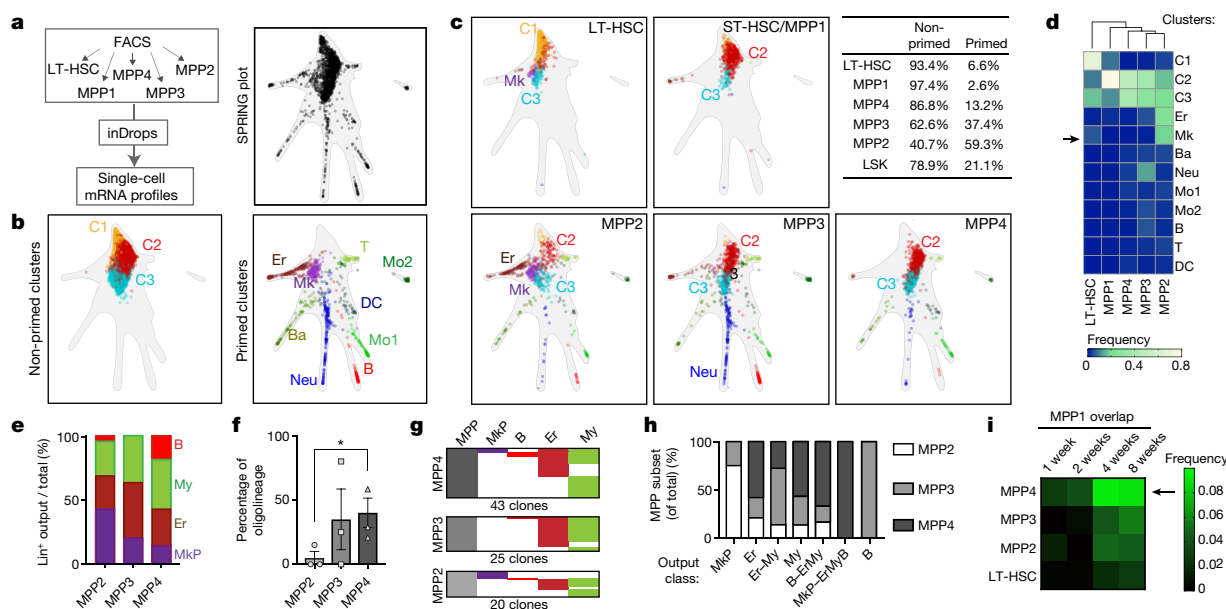 a
FACS
LT-HSC
MPP4
MPP2
MPP1
MPP3
inDrops
Single-cell
mRNA profiles
SPRING plot
b
Non-primed clusters
C1
C2
C3
Primed clusters
Er
Mk
T
Mo2
DC
Ba
Mo1
Neu
B
c
LT-HSC
C1
Mk
C3
ST-HSC/MPP1
C2
C3
Non-primed Primed
LT-HSC 93.4% 6.6%
MPP1 97.4% 2.6%
MPP4 86.8% 13.2%
MPP3 62.6% 37.4%
MPP2 40.7% 59.3%
LSK 78.9% 21.1%
MPP2
Er
C2
Mk
C3
MPP3
C2
3
C3
Neu
MPP4
C2
C3
d
Clusters:
C1
C2
C3
Er
Mk
Ba
Neu
Mo1
Mo2
B
T
DC
LT-HSC MPP1 MPP4 MPP3 MPP2
Frequency
0 0.8
e
Lin+ output / total (%)
100
50
0
B
My
Er
MkP
MPP2 MPP3 MPP4
f
Percentage of
oligolineage
100
50
0
*
MPP2 MPP3 MPP4
g
MPP MkP B Er My
MPP4
43 clones
MPP3
25 clones
MPP2
20 clones
h
MPP subset
(of total) (%)
100
50
0
MPP2
MPP3
MPP4
Output
class:
MkP Er Er–My My B–ErMy MkP–ErMyB B
i
MPP1 overlap
1 week 2 weeks 4 weeks 8 weeks
MPP4
MPP3
MPP2
LT-HSC
Frequency
0.08
0.06
0.04
0.02
0